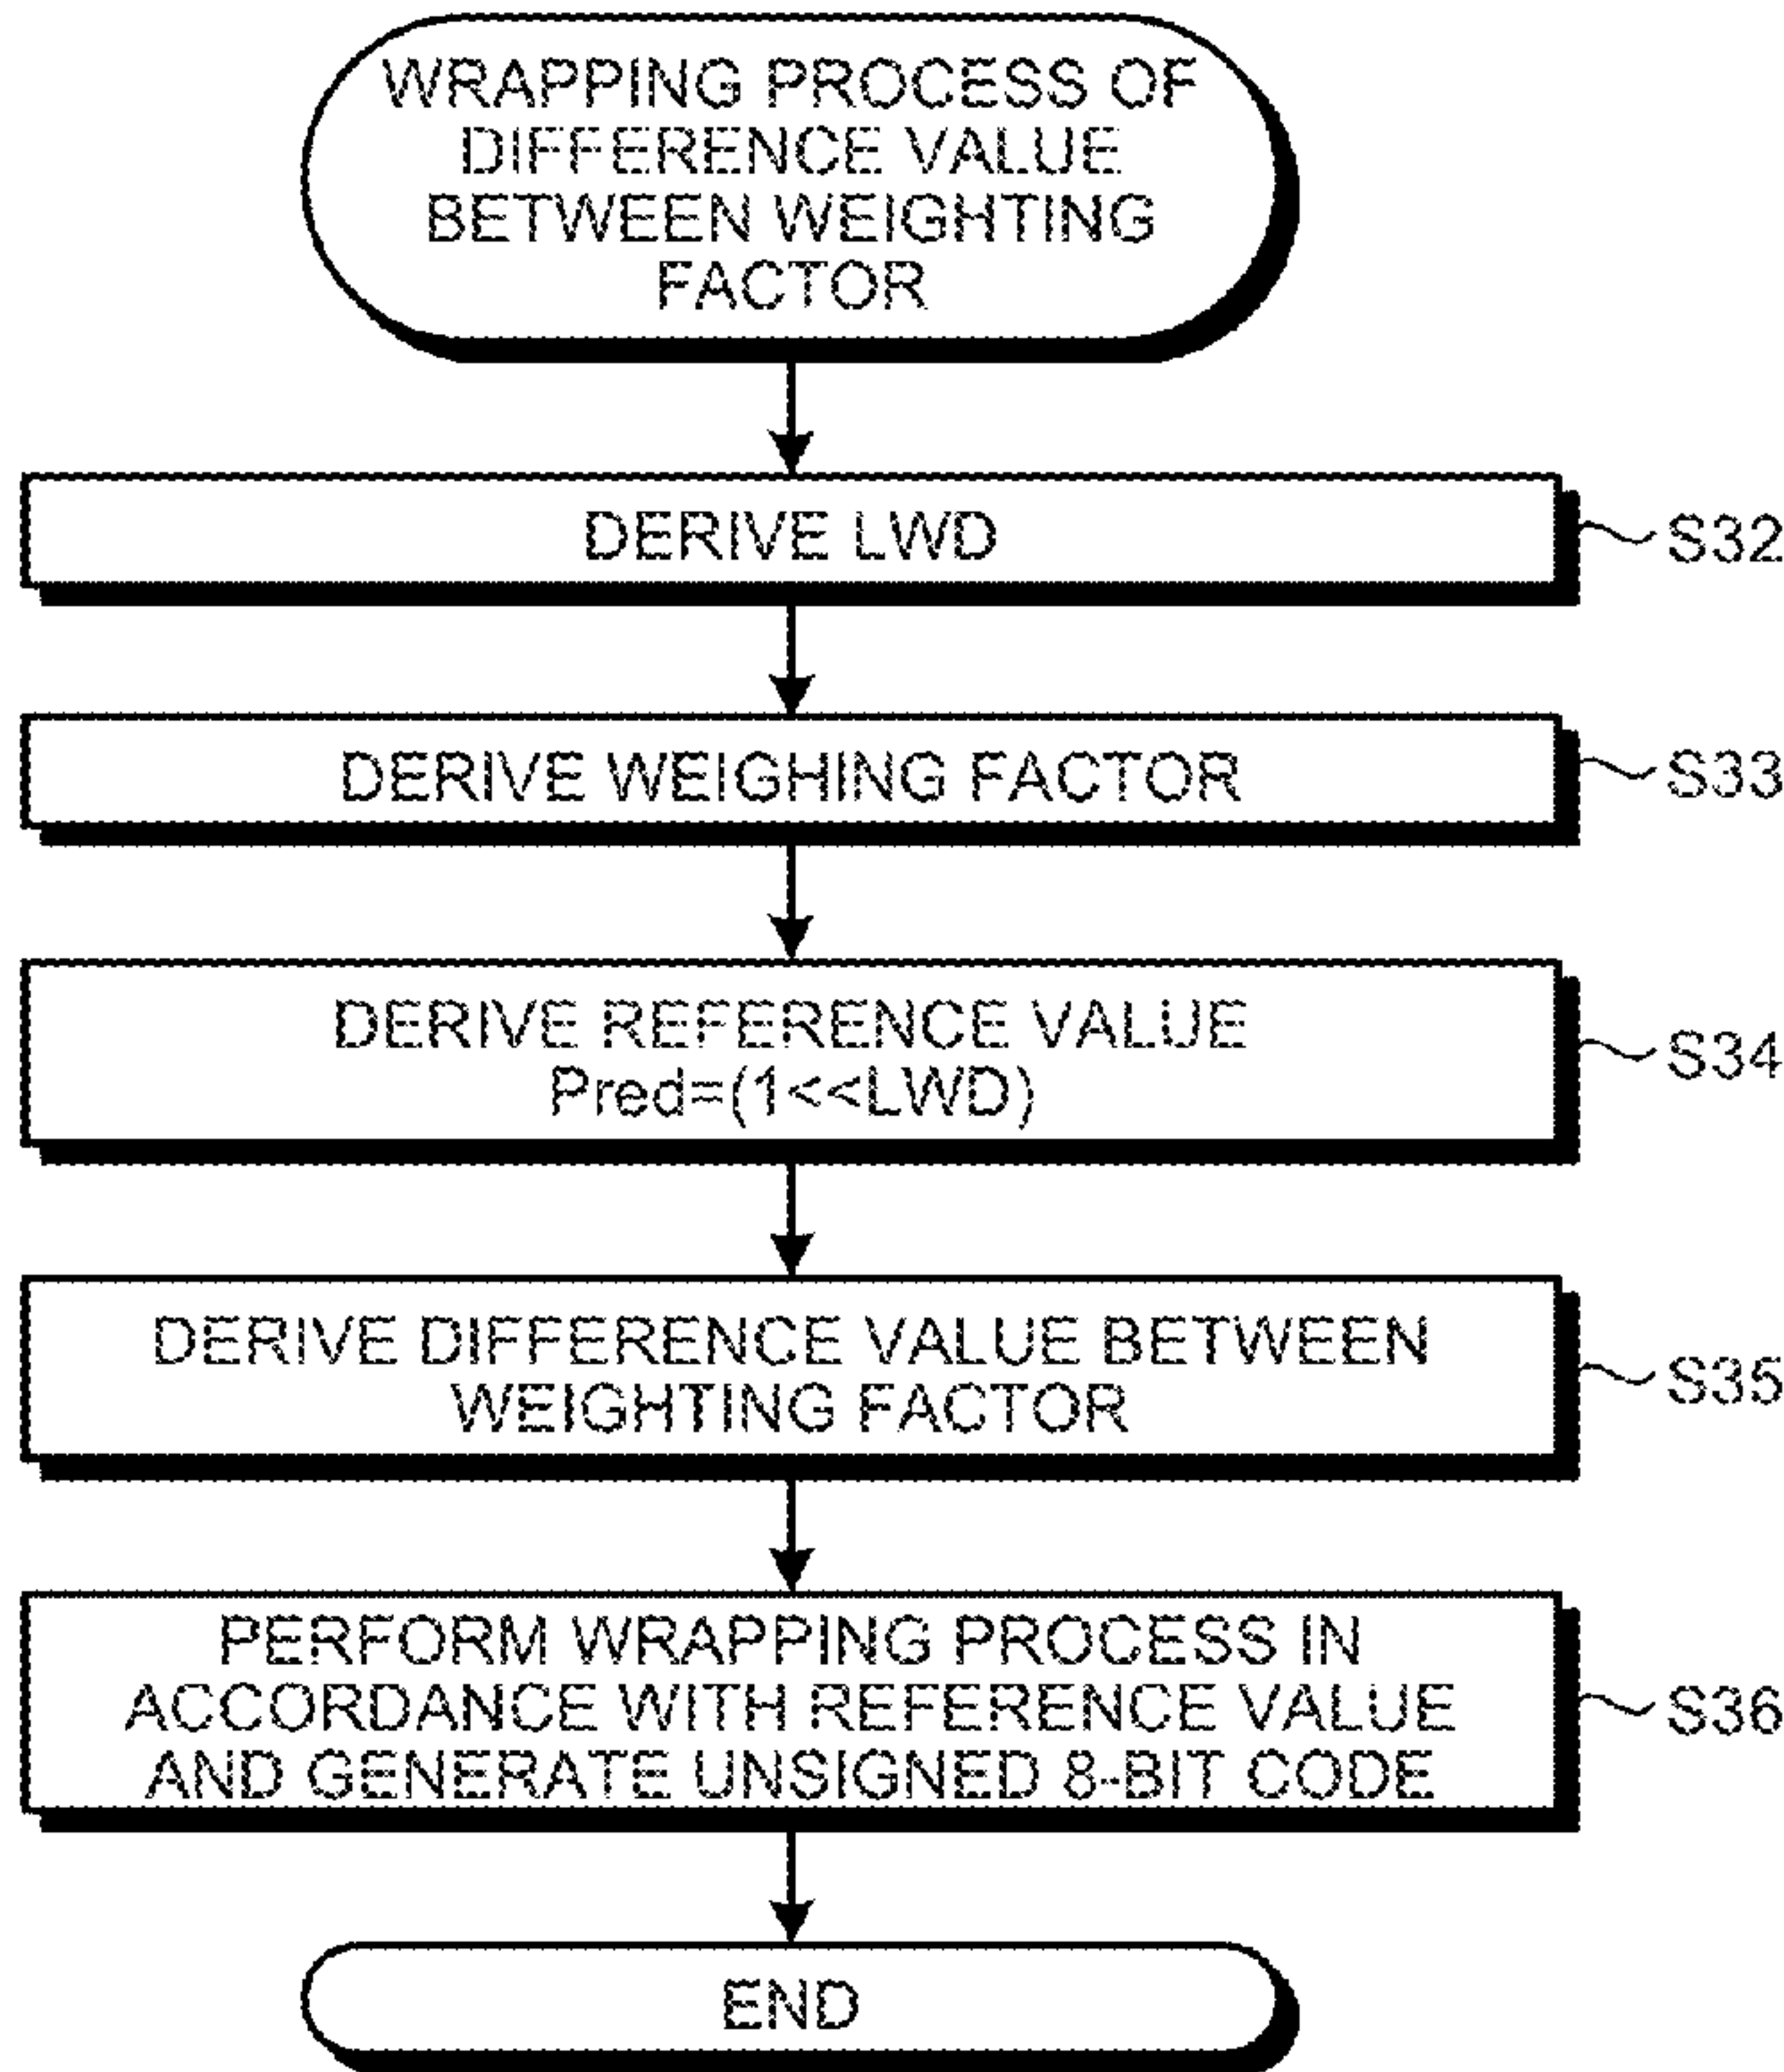 WRAPPING PROCESS OF
DIFFERENCE VALUE
BETWEEN WEIGHTING
FACTOR
DERIVE LWD
S32
DERIVE WEIGHING FACTOR
S33
DERIVE REFERENCE VALUE
Pred=(1<<LWD)
S34
DERIVE DIFFERENCE VALUE BETWEEN
WEIGHTING FACTOR
S35
PERFORM WRAPPING PROCESS IN
ACCORDANCE WITH REFERENCE VALUE
AND GENERATE UNSIGNED 8-BIT CODE
S36
END